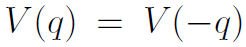 V(q) = V(−q)